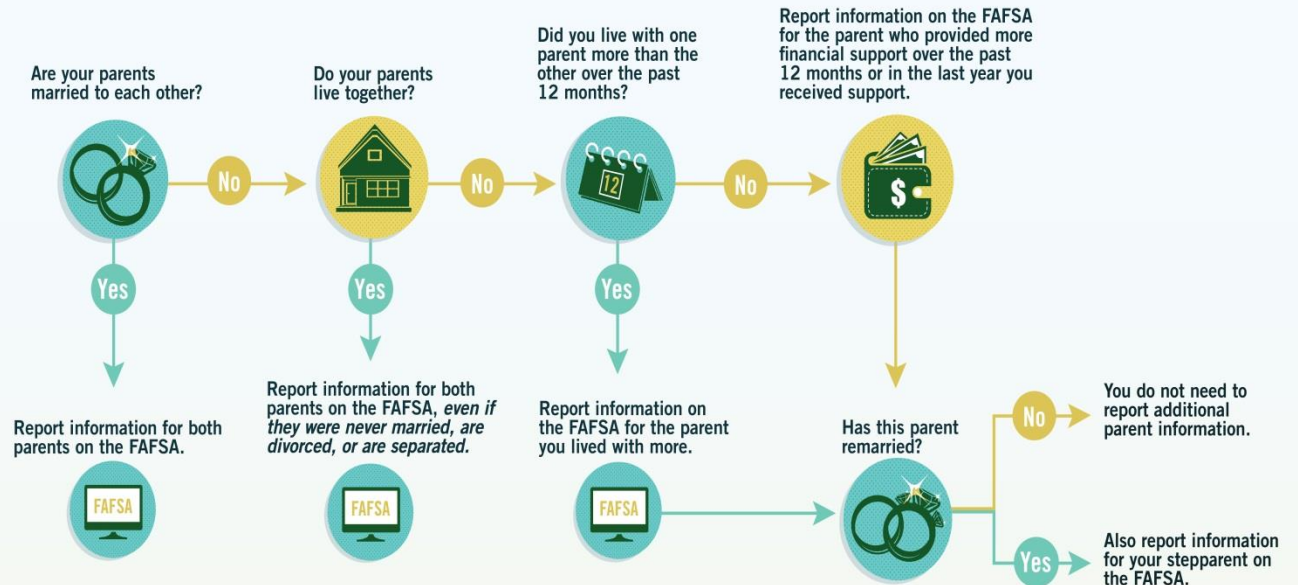 Are your parents
married to each other?
No
Do your parents
live together?
No
Did you live with one
parent more than the
other over the past
12 months?
12
No
Report information on the FAFSA
for the parent who provided more
financial support over the past
12 months or in the last year you
received support.
$
Yes
Yes
Yes
Report information for both
parents on the FAFSA.
FAFSA
Report information for both
parents on the FAFSA, even if
they were never married, are
divorced, or are separated.
FAFSA
Report information on
the FAFSA for the parent
you lived with more.
FAFSA
Has this parent
remarried?
No
You do not need to
report additional
parent information.
Yes
Also report information
for your stepparent on
the FAFSA.